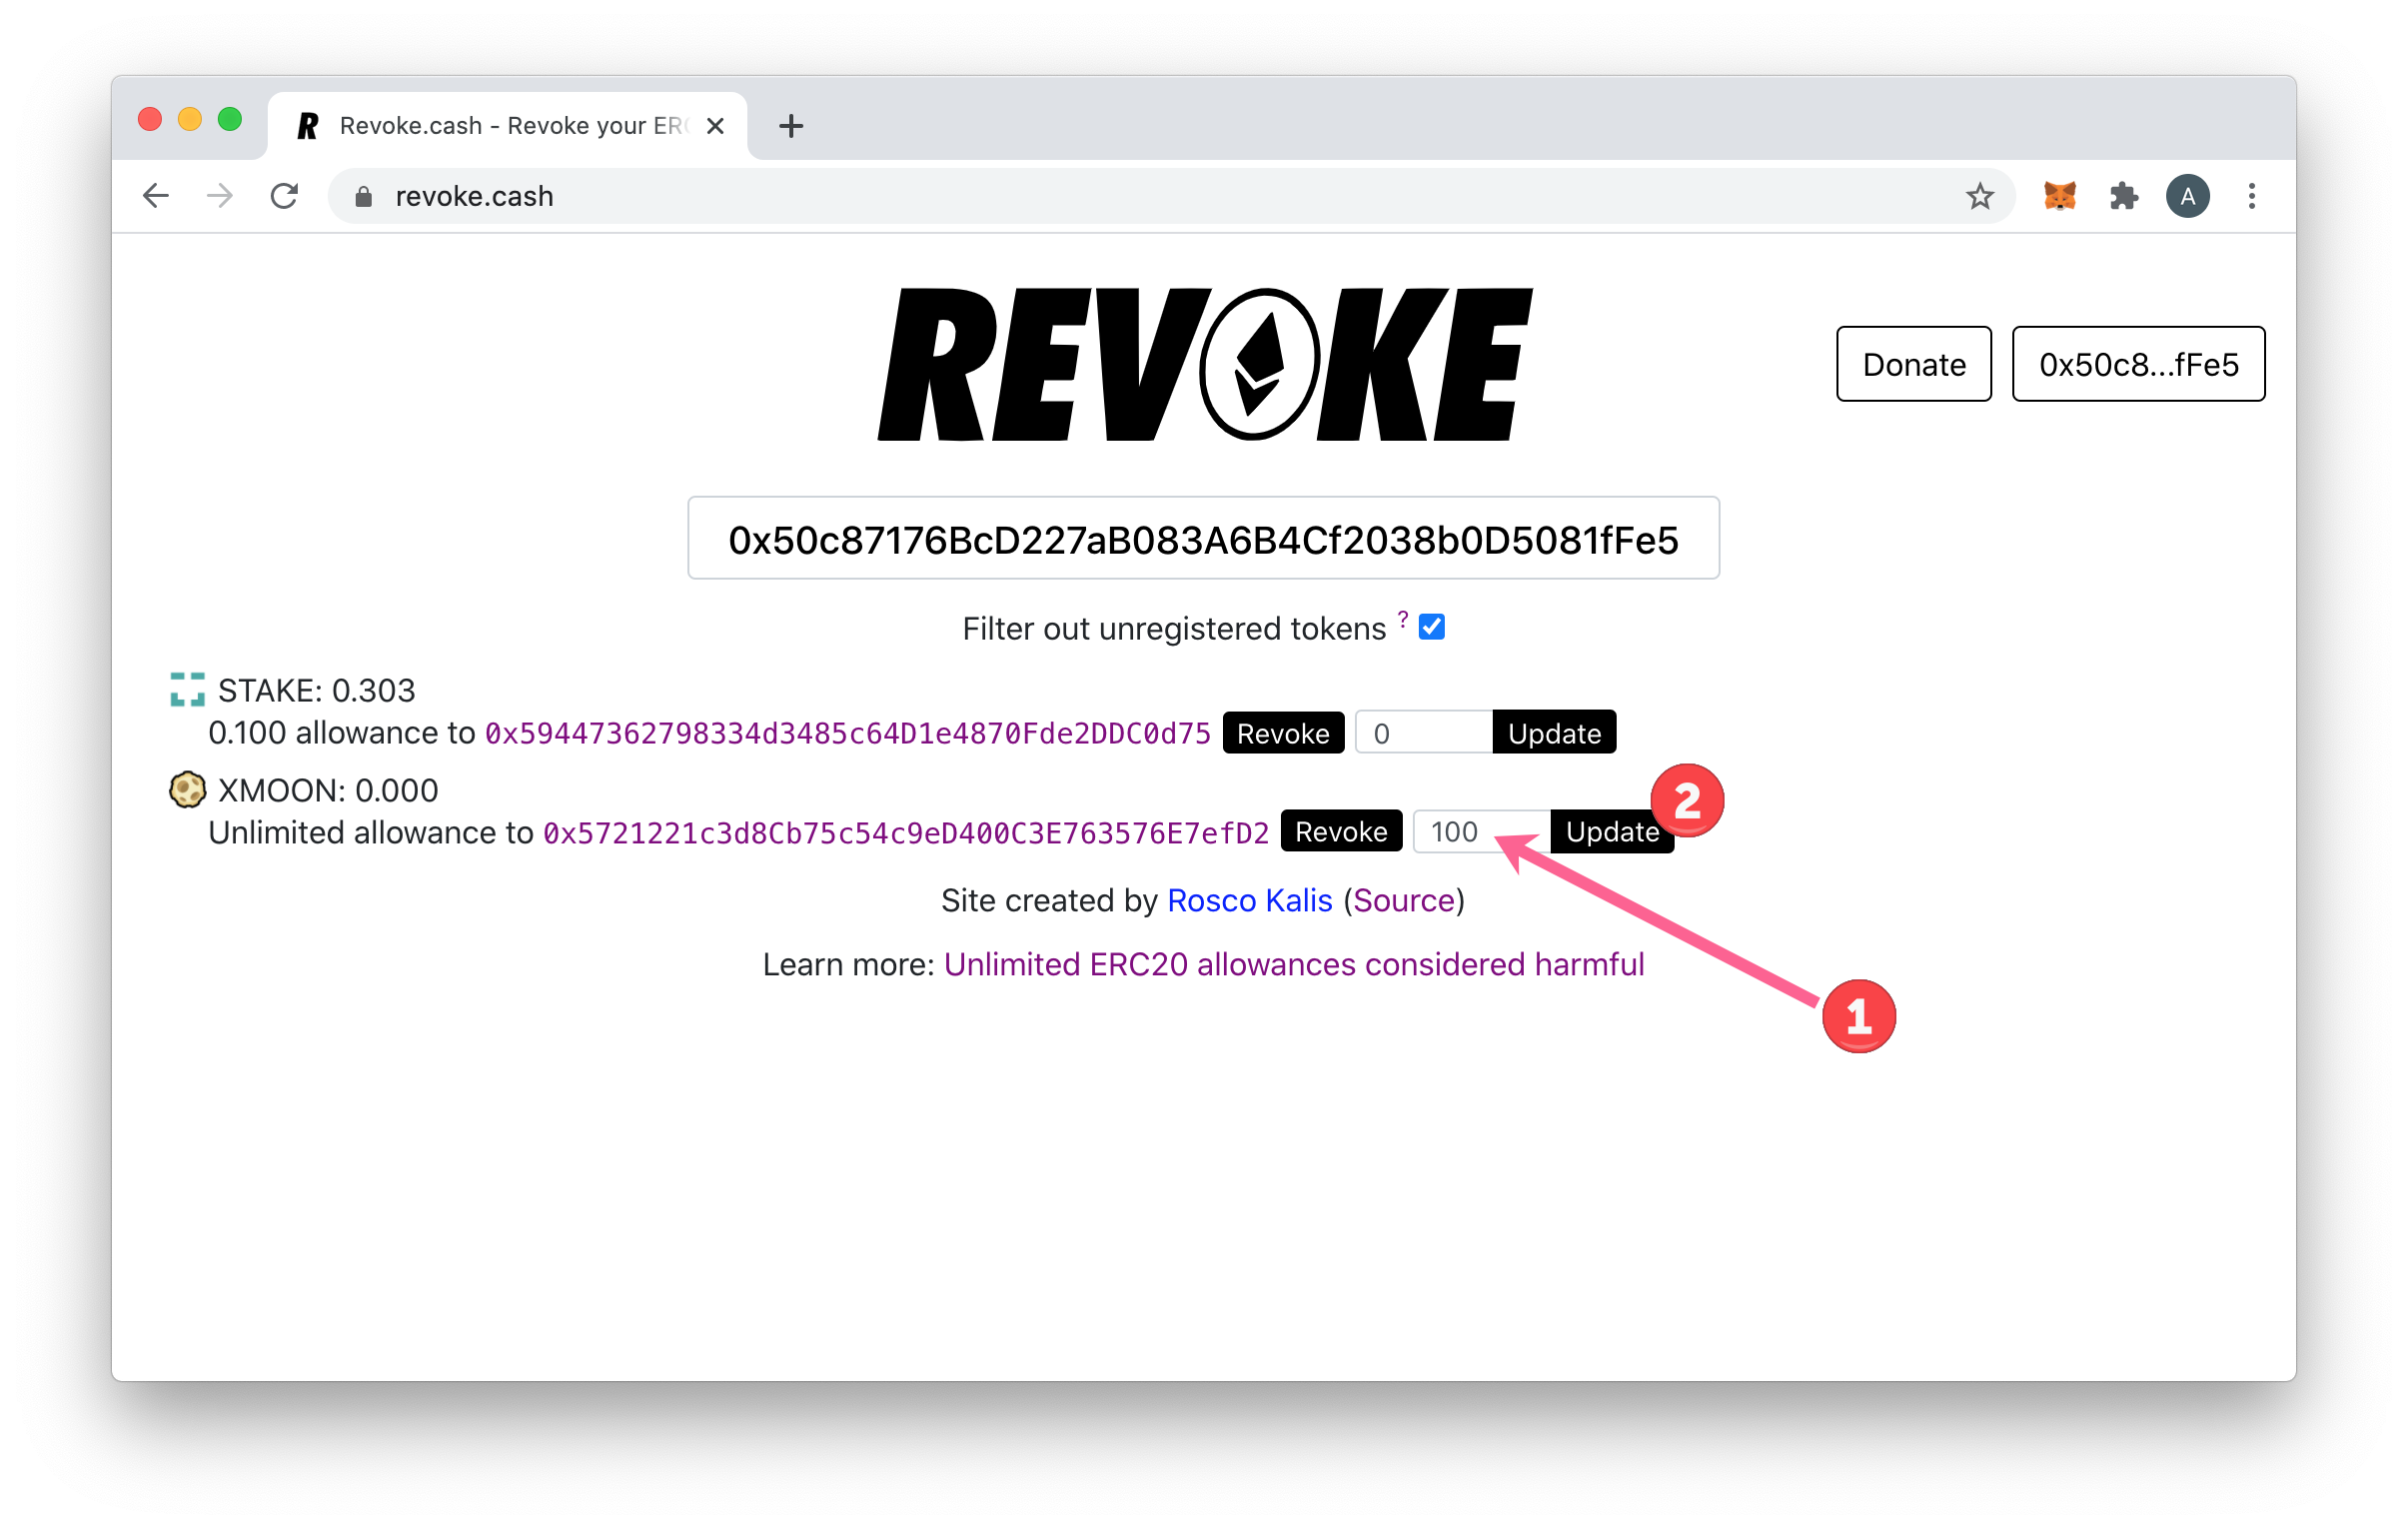 R Revoke.cash - Revoke your ERC
revoke.cash
A
REVOKE
Donate
0x50c8...fFe5
0x50c87176BcD227aB083A6B4Cf2038b0D5081fFe5
Filter out unregistered tokens ?
STAKE: 0.303
0.100 allowance to 0x59447362798334d3485c64D1e4870Fde2DDC0d75 Revoke 0 Update
XMOON: 0.000
2
Unlimited allowance to 0x5721221c3d8Cb75c54c9eD400C3E763576E7efD2 Revoke 100 Update
Site created by Rosco Kalis (Source)
Learn more: Unlimited ERC20 allowances considered harmful
1